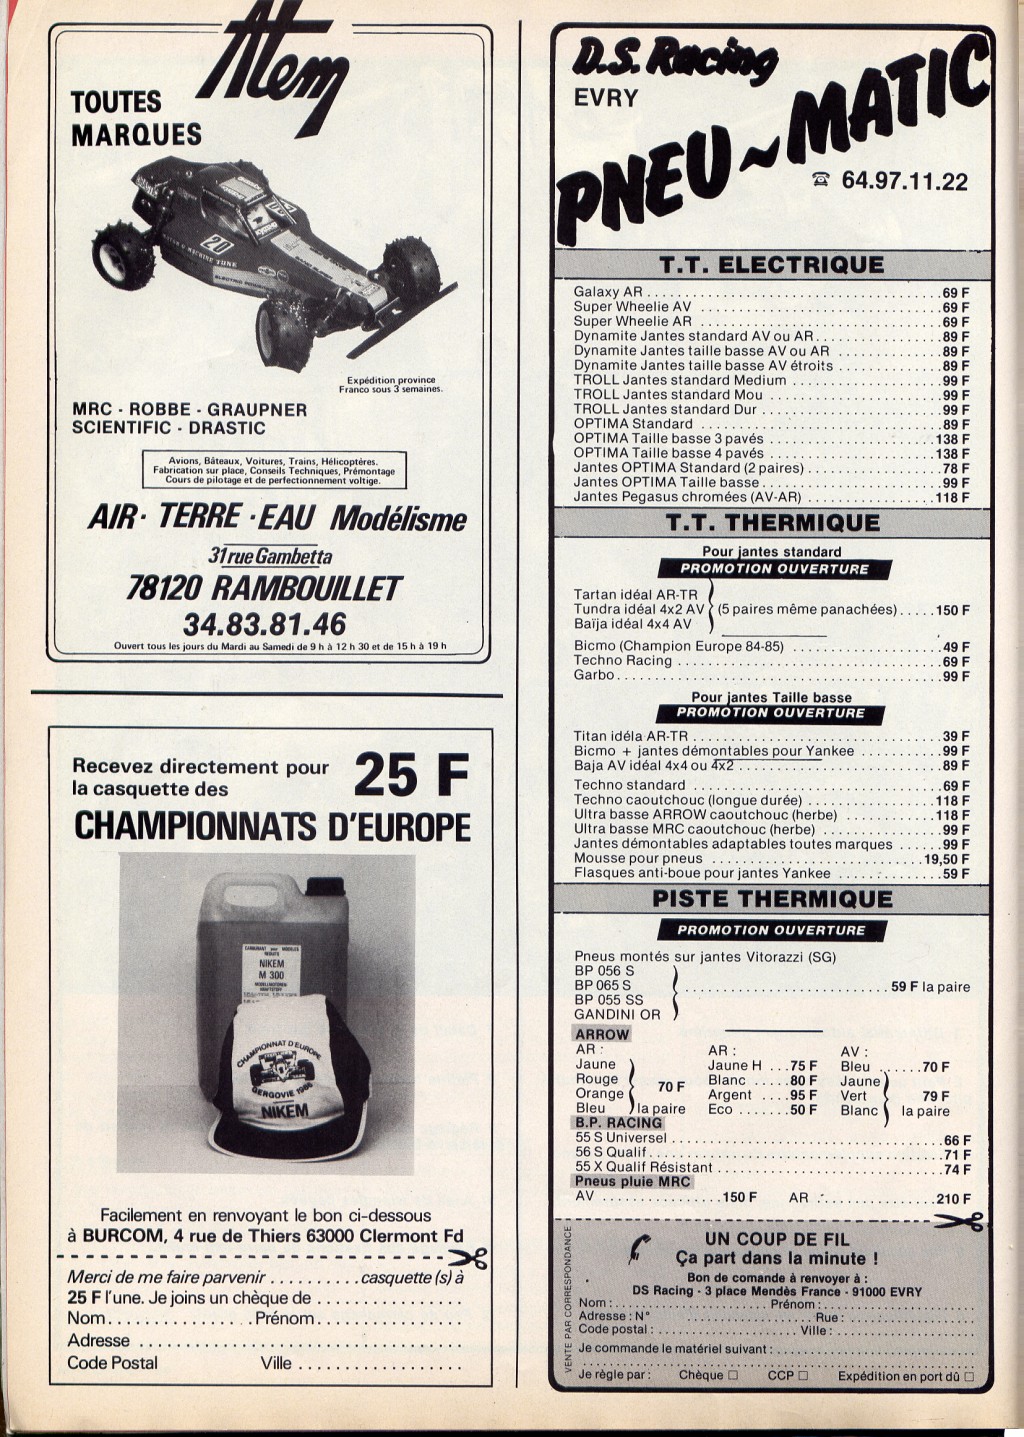 Atem
TOUTES
MARQUES
20
Expédition province
Franco sous 3 semaines.
MRC - ROBBE - GRAUPNER
SCIENTIFIC - DRASTIC
Avions, Bâteaux, Voitures, Trains, Hélicoptères.
Fabrication sur place, Conseils Techniques, Prémontage
Cours de pilotage et de perfectionnement voltige.
AIR - TERRE - EAU Modélisme
31 rue Gambetta
78120 RAMBOUILLET
34.83.81.46
Ouvert tous les jours du Mardi au Samedi de 9 h à 12 h 30 et de 15 h à 19 h
Recevez directement pour 25 F
la casquette des
CHAMPIONNATS D'EUROPE
CARBURANT pour MODELES
REDUITS
NIKEM
M 300
CHAMPIONNAT D'EUROPE
GERGOVIE 1986
NIKEM
Facilement en renvoyant le bon ci-dessous
à BURCOM, 4 rue de Thiers 63000 Clermont Fd
Merci de me faire parvenir .......... casquette (s) à
25 F l'une. Je joins un chèque de ................
Nom................ Prénom................
Adresse ................
Code Postal Ville ................
D.S. Racing
EVRY
PNEU~MATIC
☎ 64.97.11.22
T.T. ELECTRIQUE
Galaxy AR ........ 69 F
Super Wheelie AV ........ 69 F
Super Wheelie AR ........ 69 F
Dynamite Jantes standard AV ou AR ........ 89 F
Dynamite Jantes taille basse AV ou AR ........ 89 F
Dynamite Jantes taille basse AV étroits ........ 89 F
TROLL Jantes standard Medium ........ 99 F
TROLL Jantes standard Mou ........ 99 F
TROLL Jantes standard Dur ........ 99 F
OPTIMA Standard ........ 89 F
OPTIMA Taille basse 3 pavés ........ 138 F
OPTIMA Taille basse 4 pavés ........ 138 F
Jantes OPTIMA Standard (2 paires) ........ 78 F
Jantes OPTIMA Taille basse ........ 99 F
Jantes Pegasus chromées (AV-AR) ........ 118 F
T.T. THERMIQUE
Pour jantes standard
PROMOTION OUVERTURE
Tartan idéal AR-TR
Tundra idéal 4x2 AV (5 paires même panachées) ..... 150 F
Baïja idéal 4x4 AV
Bicmo (Champion Europe 84-85) ........ 49 F
Techno Racing ........ 69 F
Garbo ........ 99 F
Pour jantes Taille basse
PROMOTION OUVERTURE
Titan idéla AR-TR ........ 39 F
Bicmo + jantes démontables pour Yankee ........ 99 F
Baja AV idéal 4x4 ou 4x2 ........ 89 F
Techno standard ........ 69 F
Techno caoutchouc (longue durée) ........ 118 F
Ultra basse ARROW caoutchouc (herbe) ........ 118 F
Ultra basse MRC caoutchouc (herbe) ........ 99 F
Jantes démontables adaptables toutes marques ...... 99 F
Mousse pour pneus ........ 19,50 F
Flasques anti-boue pour jantes Yankee ........ 59 F
PISTE THERMIQUE
PROMOTION OUVERTURE
Pneus montés sur jantes Vitorazzi (SG)
BP 056 S
BP 065 S ........ 59 F la paire
BP 055 SS
GANDINI OR
ARROW
AR : AR : AV :
Jaune Jaune H ...75 F Bleu ......70 F
Rouge 70 F Blanc .....80 F Jaune
Orange Argent ....95 F Vert 79 F
Bleu la paire Eco .......50 F Blanc la paire
B.P. RACING
55 S Universel ........ 66 F
56 S Qualif ........ 71 F
55 X Qualif Résistant ........ 74 F
Pneus pluie MRC
AV ........ 150 F AR ........ 210 F
VENTE PAR CORRESPONDANCE
UN COUP DE FIL
Ça part dans la minute !
Bon de comande à renvoyer à :
DS Racing - 3 place Mendès France - 91000 EVRY
Nom : ........ Prénom : ........
Adresse : N° ........ Rue : ........
Code postal : ........ Ville : ........
Je commande le matériel suivant : ........
Je règle par : Chèque □ CCP □ Expédition en port dû □